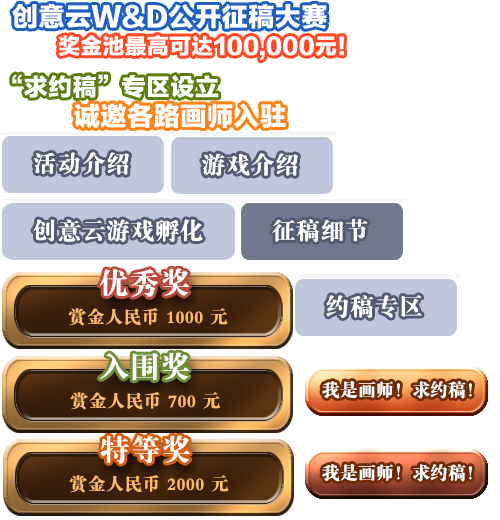 创意云W&D公开征稿大赛
奖金池最高可达100,000元!
“求约稿”专区设立
诚邀各路画师入驻
活动介绍
游戏介绍
创意云游戏孵化
征稿细节
优秀奖
赏金人民币 1000 元
约稿专区
入围奖
赏金人民币 700 元
我是画师!求约稿!
特等奖
赏金人民币 2000 元
我是画师!求约稿!